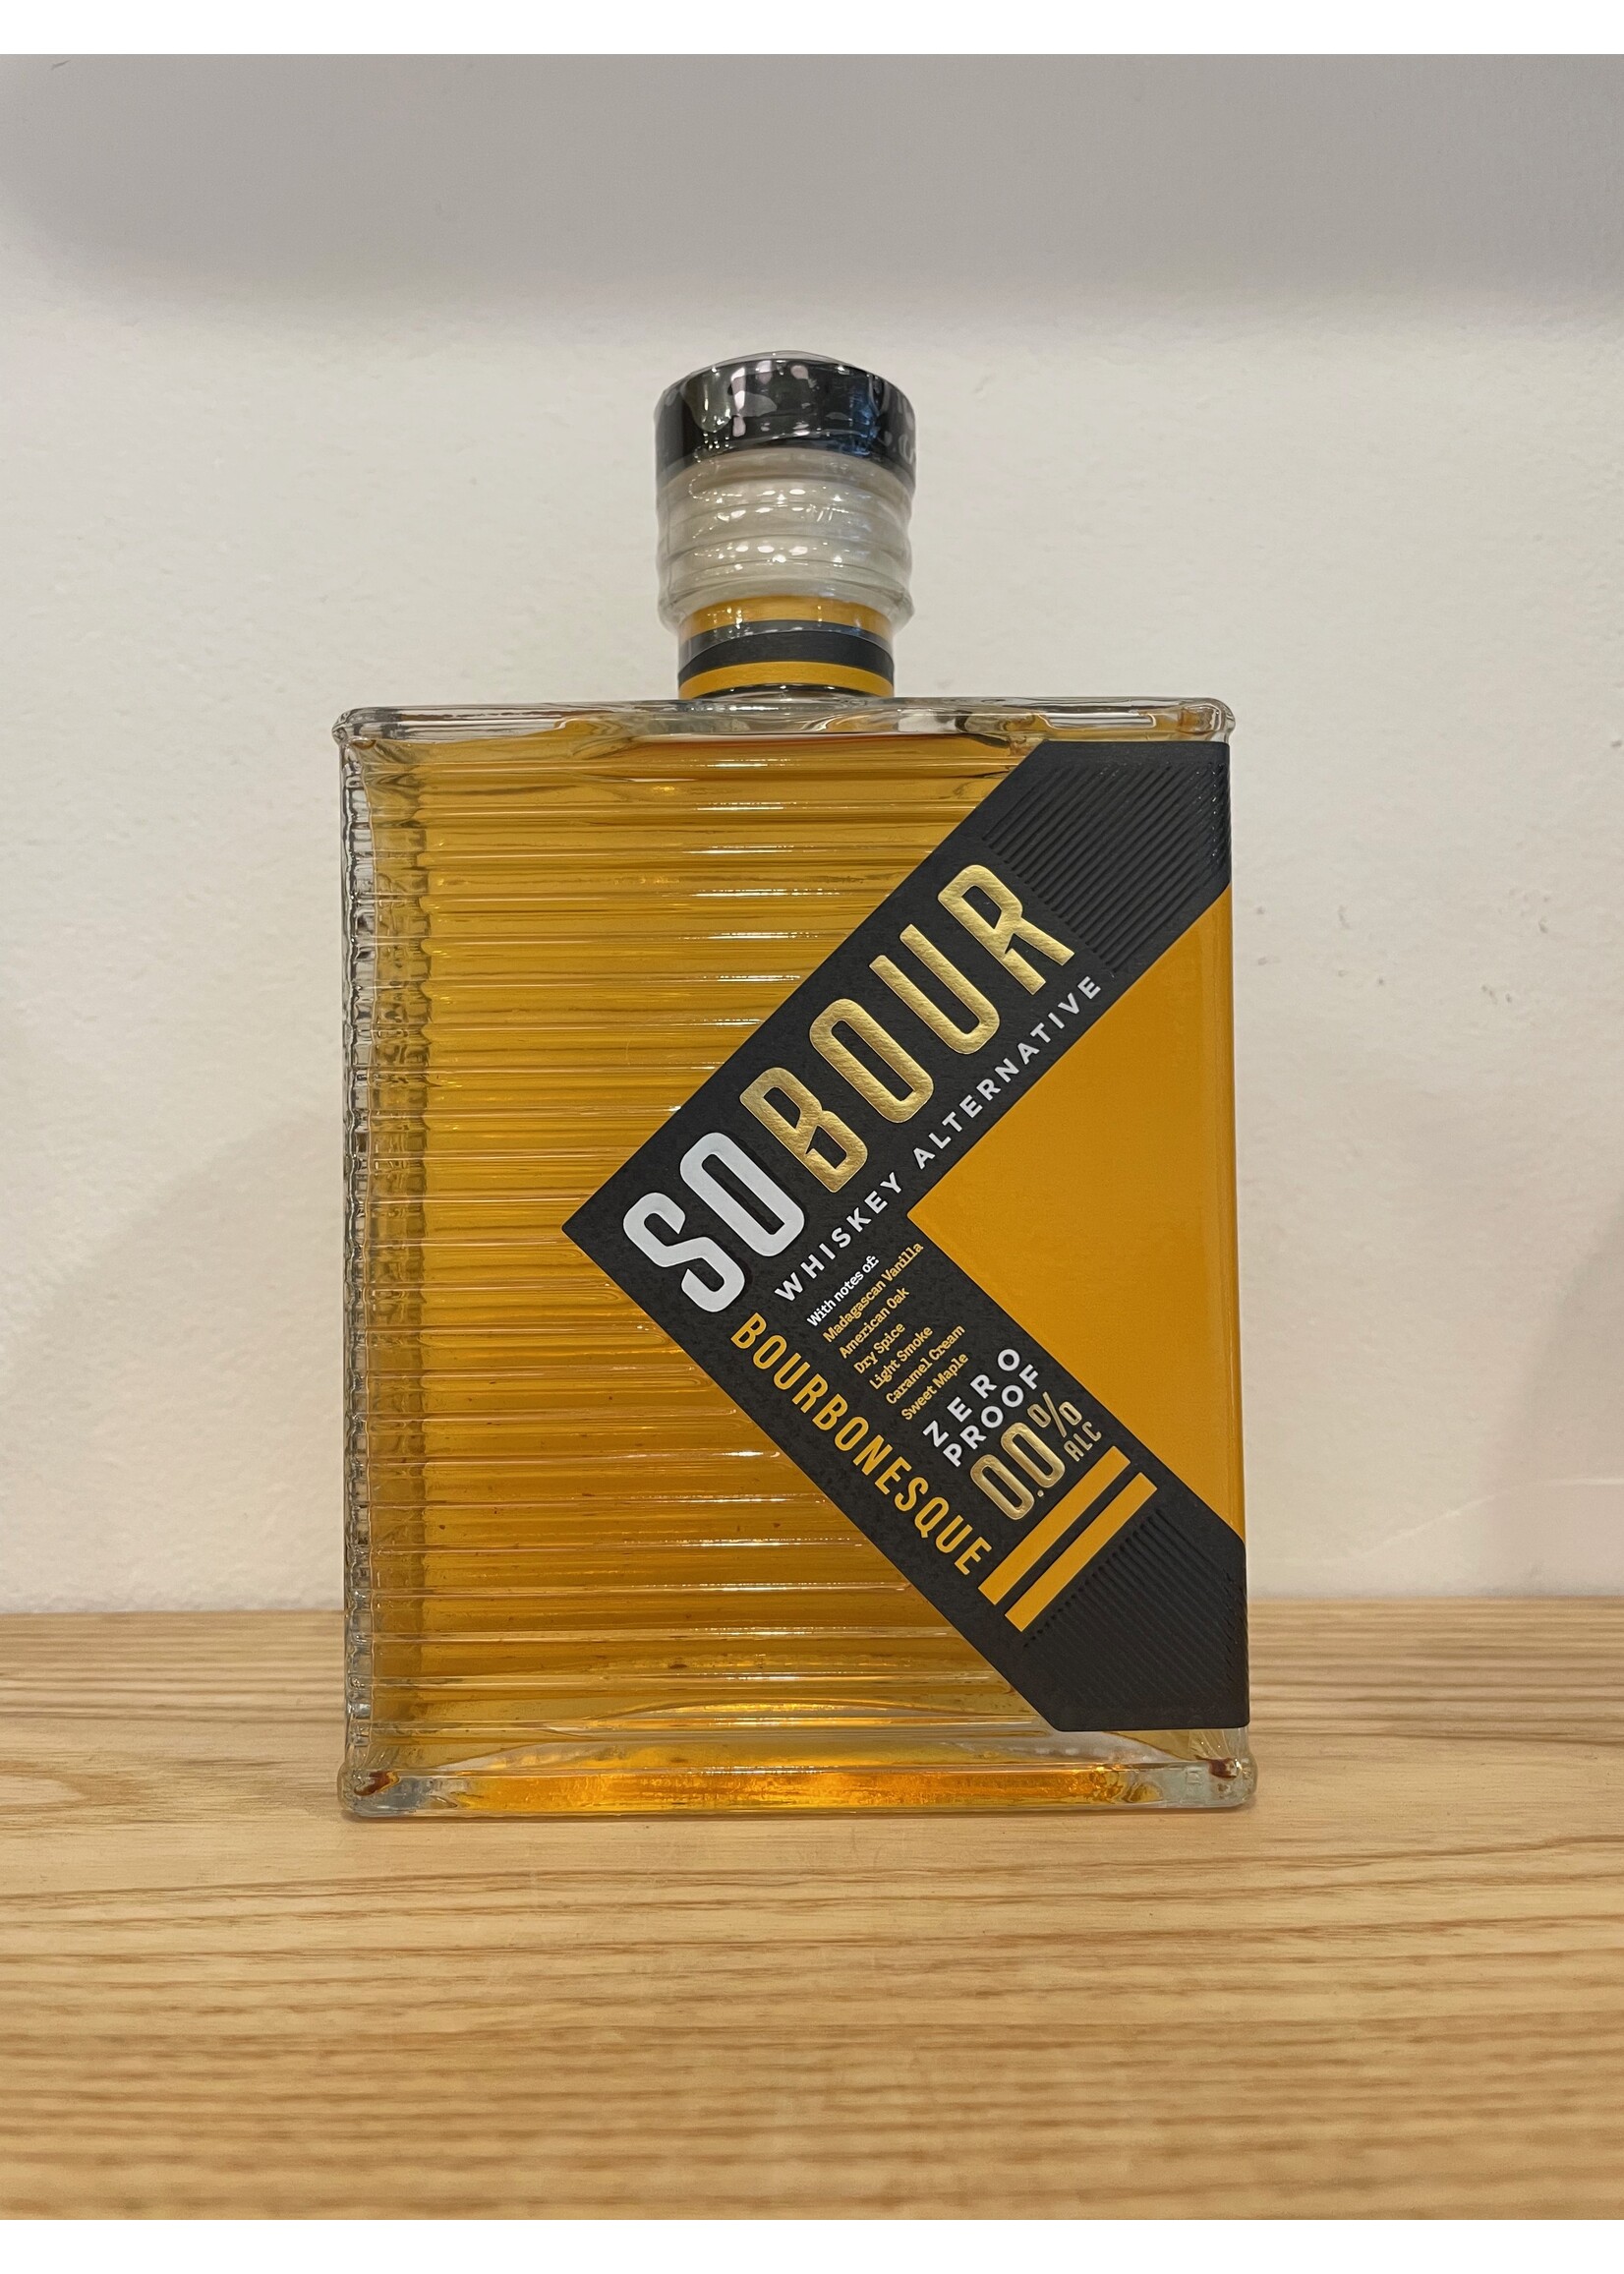 SOBOUR
WHISKEY ALTERNATIVE
With notes of:
Madagascan Vanilla
American Oak
Dry Spice
Light Smoke
Caramel Cream
Sweet Maple
BOURBONESQUE
ZERO
PROOF
0.0% ALC